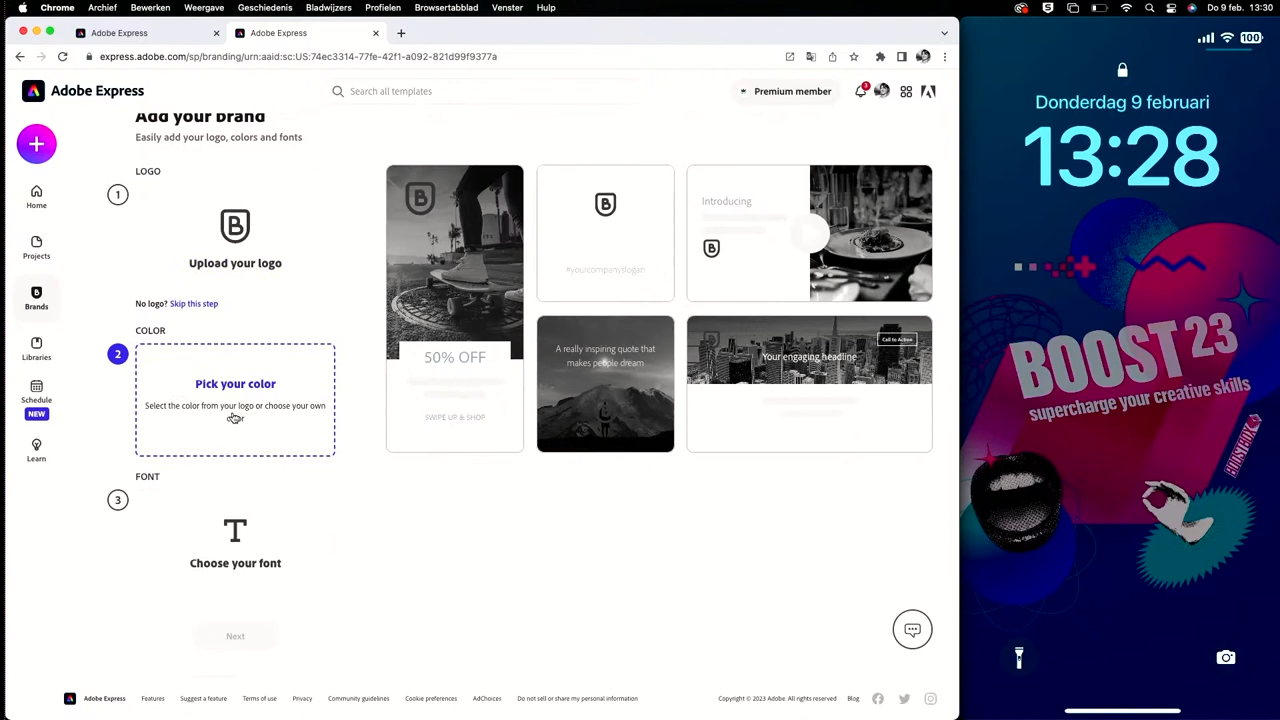 Chrome Archief Bewerken Weergave Geschiedenis Bladwijzers Profielen Browsertabblad Venster Help
Do 9 feb. 13:30
Adobe Express
Adobe Express
express.adobe.com/sp/branding/urn:aaid:sc:US:74ec3314-77fe-42f1-a092-821d99f9377a
Adobe Express
Search all templates
Premium member
3
Add your brand
Easily add your logo, colors and fonts
Home
Projects
Brands
Libraries
Schedule
NEW
Learn
LOGO
1
B
Upload your logo
No logo? Skip this step
COLOR
2
Pick your color
Select the color from your logo or choose your own
FONT
3
T
Choose your font
Next
B
50% OFF
SWIPE UP & SHOP
B
#yourcompanyslogan
Introducing
B
A really inspiring quote that
makes people dream
Call to Action
Your engaging headline
Adobe Express Features Suggest a feature Terms of use Privacy Community guidelines Cookie preferences AdChoices Do not sell or share my personal information
Copyright © 2023 Adobe. All rights reserved Blog
100
Donderdag 9 februari
13:28
BOOST 23
supercharge your creative skills